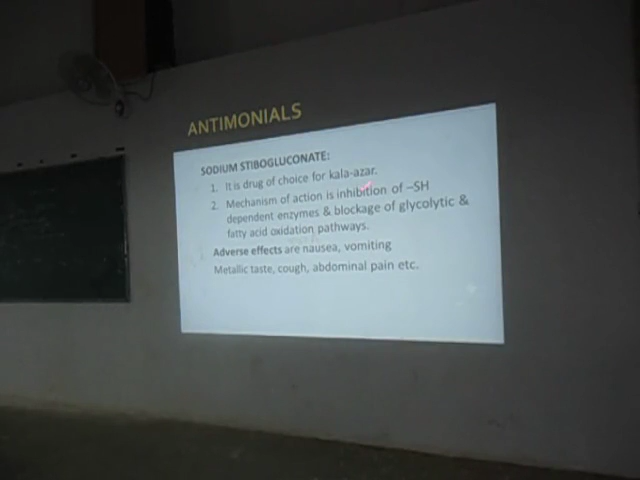 ANTIMONIALS
SODIUM STIBOGLUCONATE:
1. It is drug of choice for kala-azar.
2. Mechanism of action is inhibition of –SH
dependent enzymes & blockage of glycolytic &
fatty acid oxidation pathways.
Adverse effects are nausea, vomiting
Metallic taste, cough, abdominal pain etc.